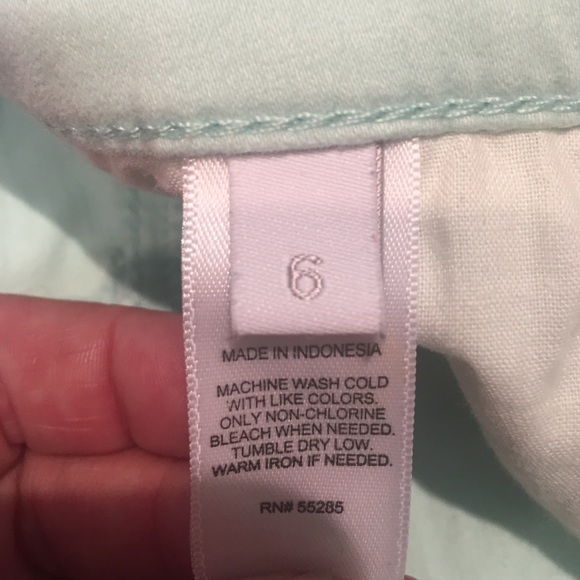 6
MADE IN INDONESIA
MACHINE WASH COLD
WITH LIKE COLORS.
ONLY NON-CHLORINE
BLEACH WHEN NEEDED.
TUMBLE DRY LOW.
WARM IRON IF NEEDED.
RN# 55285